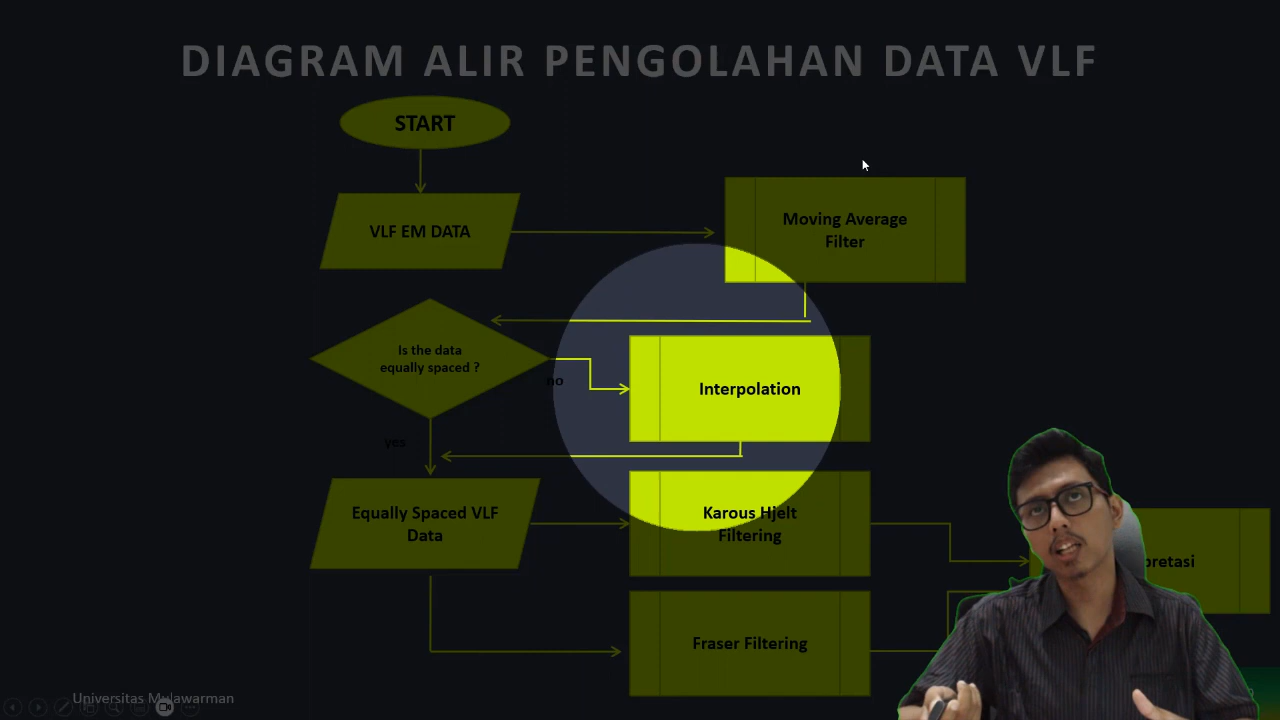 DIAGRAM ALIR PENGOLAHAN DATA VLF
START
VLF EM DATA
Moving Average
Filter
Is the data
equally spaced ?
no
Interpolation
yes
Equally Spaced VLF
Data
Karous Hjelt
Filtering
pretasi
Fraser Filtering
Universitas Mulawarman